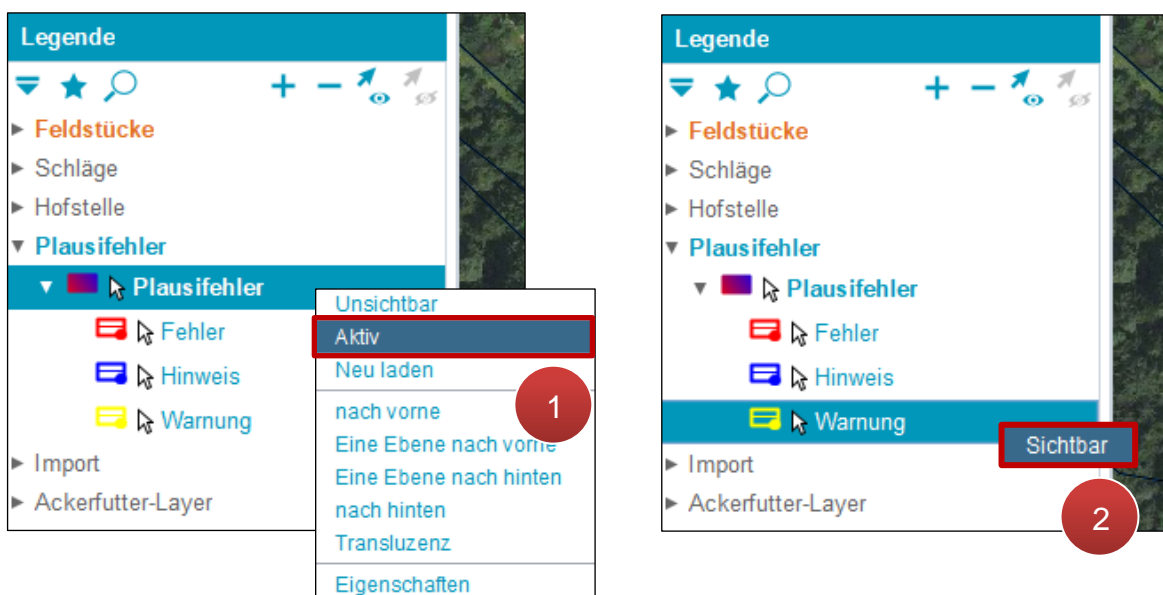 Legende
Feldstücke
Schläge
Hofstelle
Plausifehler
Plausifehler
Fehler
Hinweis
Warnung
Import
Ackerfutter-Layer
Unsichtbar
Aktiv
Neu laden
nach vorne
Eine Ebene nach vorne
Eine Ebene nach hinten
nach hinten
Transluzenz
Eigenschaften
1
Legende
Feldstücke
Schläge
Hofstelle
Plausifehler
Plausifehler
Fehler
Hinweis
Warnung
Sichtbar
Import
Ackerfutter-Layer
2